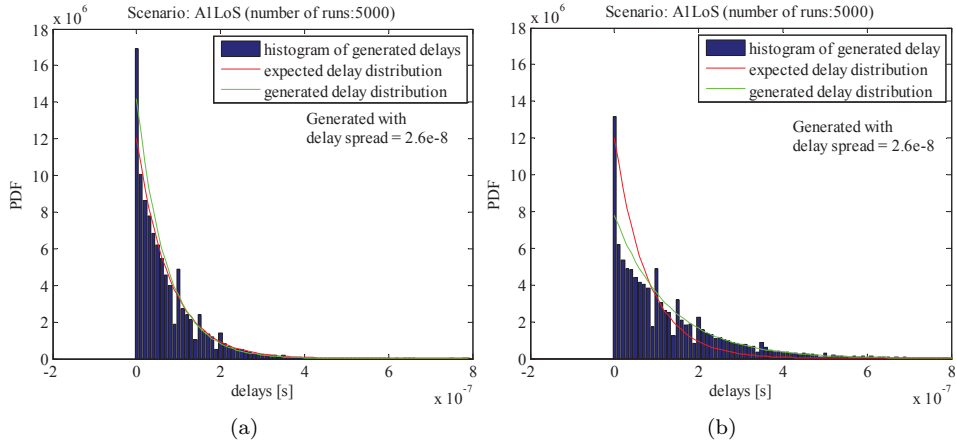 Scenario: A1LoS (number of runs:5000)
x 10^6
histogram of generated delays
expected delay distribution
generated delay distribution
Generated with
delay spread = 2.6e-8
PDF
18
16
14
12
10
8
6
4
2
0
-2
0
2
4
6
8
delays [s]
x 10^-7
(a)
Scenario: A1LoS (number of runs:5000)
x 10^6
histogram of generated delay
expected delay distribution
generated delay distribution
Generated with
delay spread = 2.6e-8
PDF
18
16
14
12
10
8
6
4
2
0
-2
0
2
4
6
8
delays [s]
x 10^-7
(b)